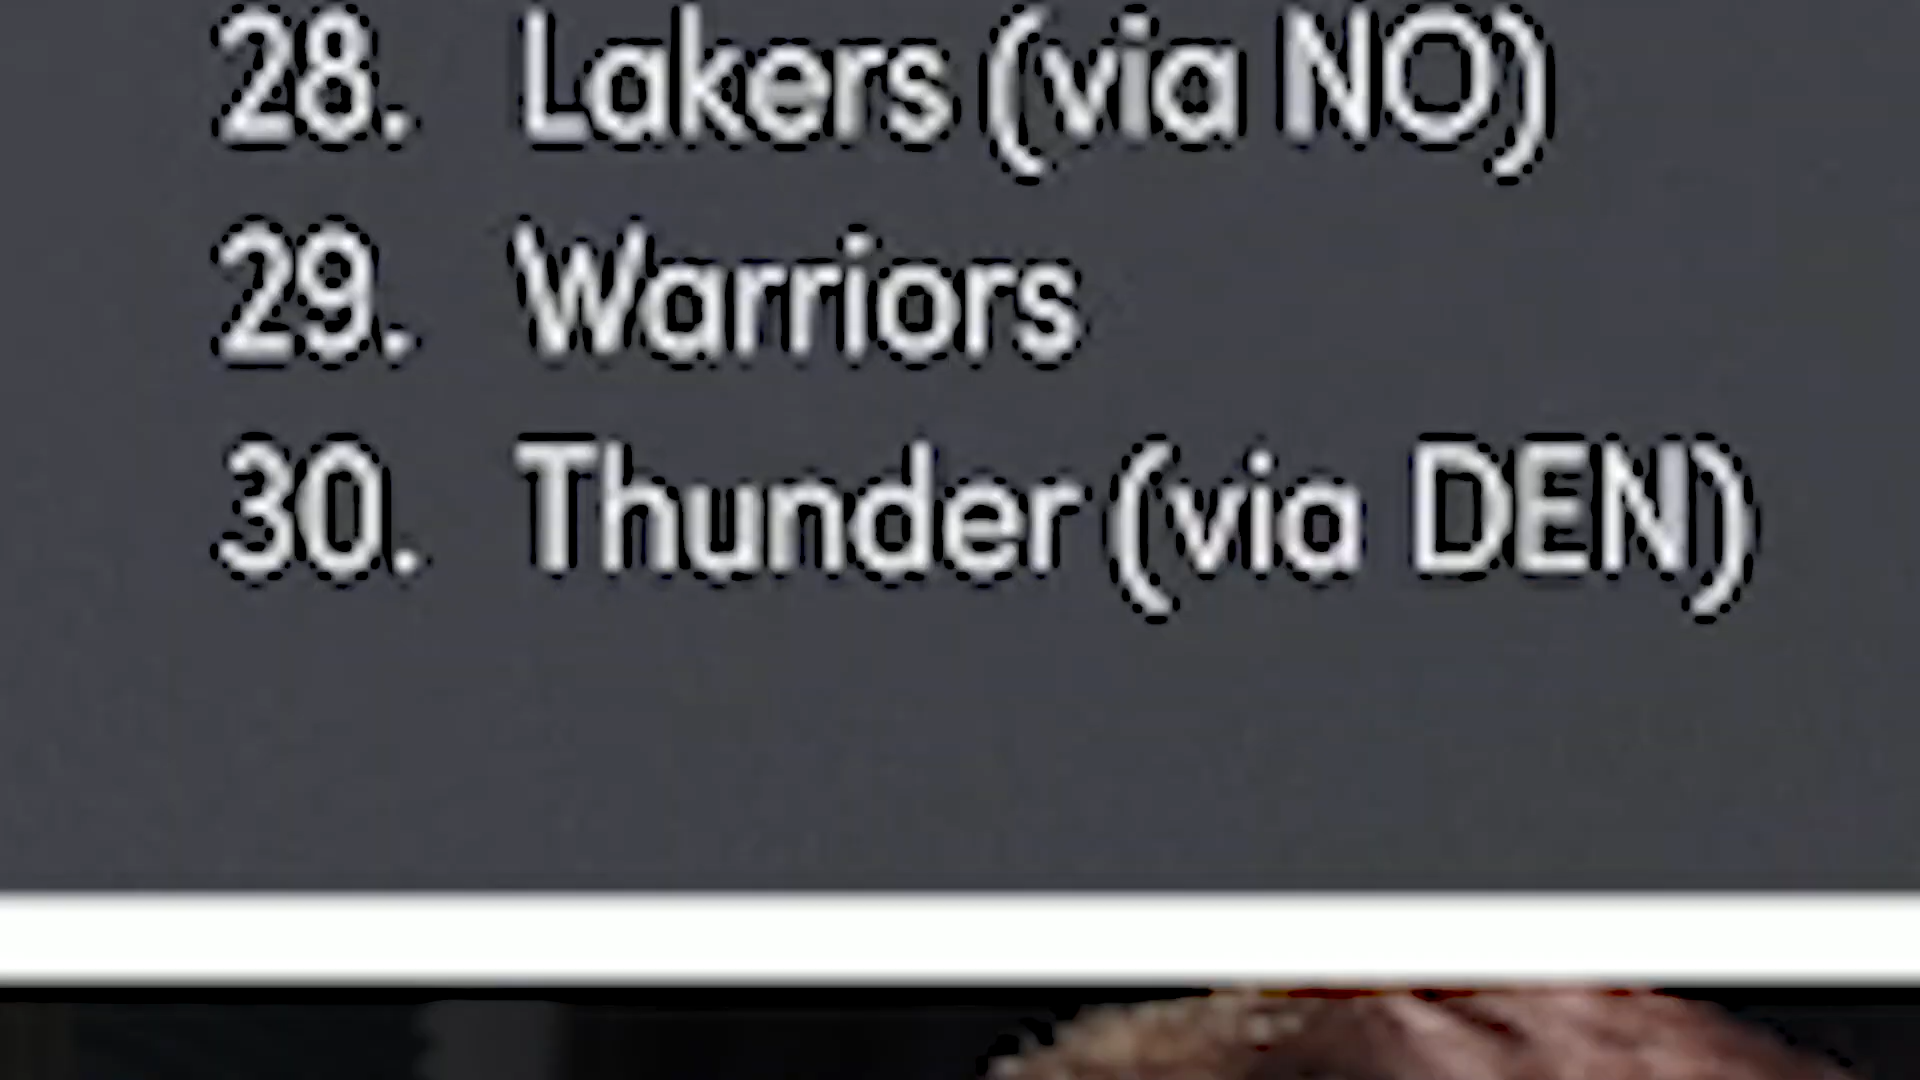 28. Lakers (via NO)
29. Warriors
30. Thunder (via DEN)